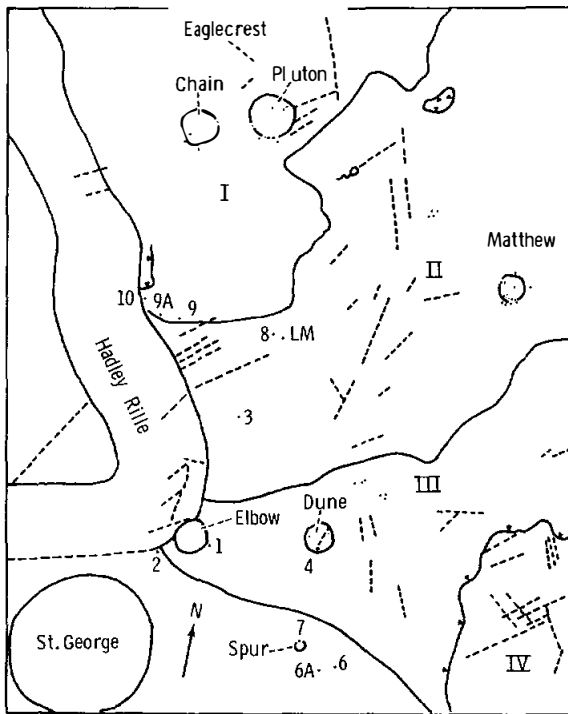 Eaglecrest
Chain
Pluton
I
II
Matthew
10
9A
9
8
LM
Hadley Rille
3
III
Elbow
Dune
1
2
4
N
St. George
7
Spur
6A
6
IV